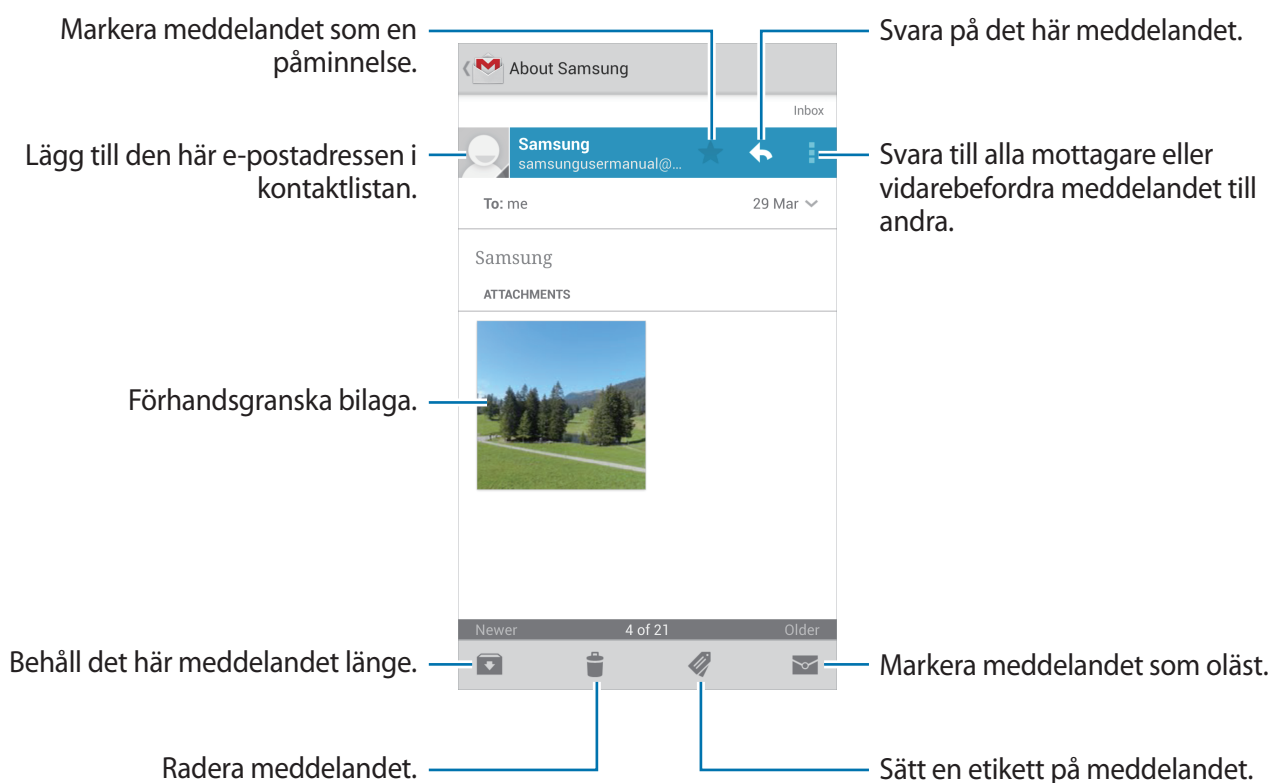 Markera meddelandet som en
påminnelse.
Svara på det här meddelandet.
About Samsung
Inbox
Lägg till den här e-postadressen i
kontaktlistan.
Samsung
samsungusermanual@...
Svara till alla mottagare eller
vidarebefordra meddelandet till
andra.
To: me
29 Mar
Samsung
ATTACHMENTS
Förhandsgranska bilaga.
Newer
4 of 21
Older
Behåll det här meddelandet länge.
Markera meddelandet som oläst.
Radera meddelandet.
Sätt en etikett på meddelandet.